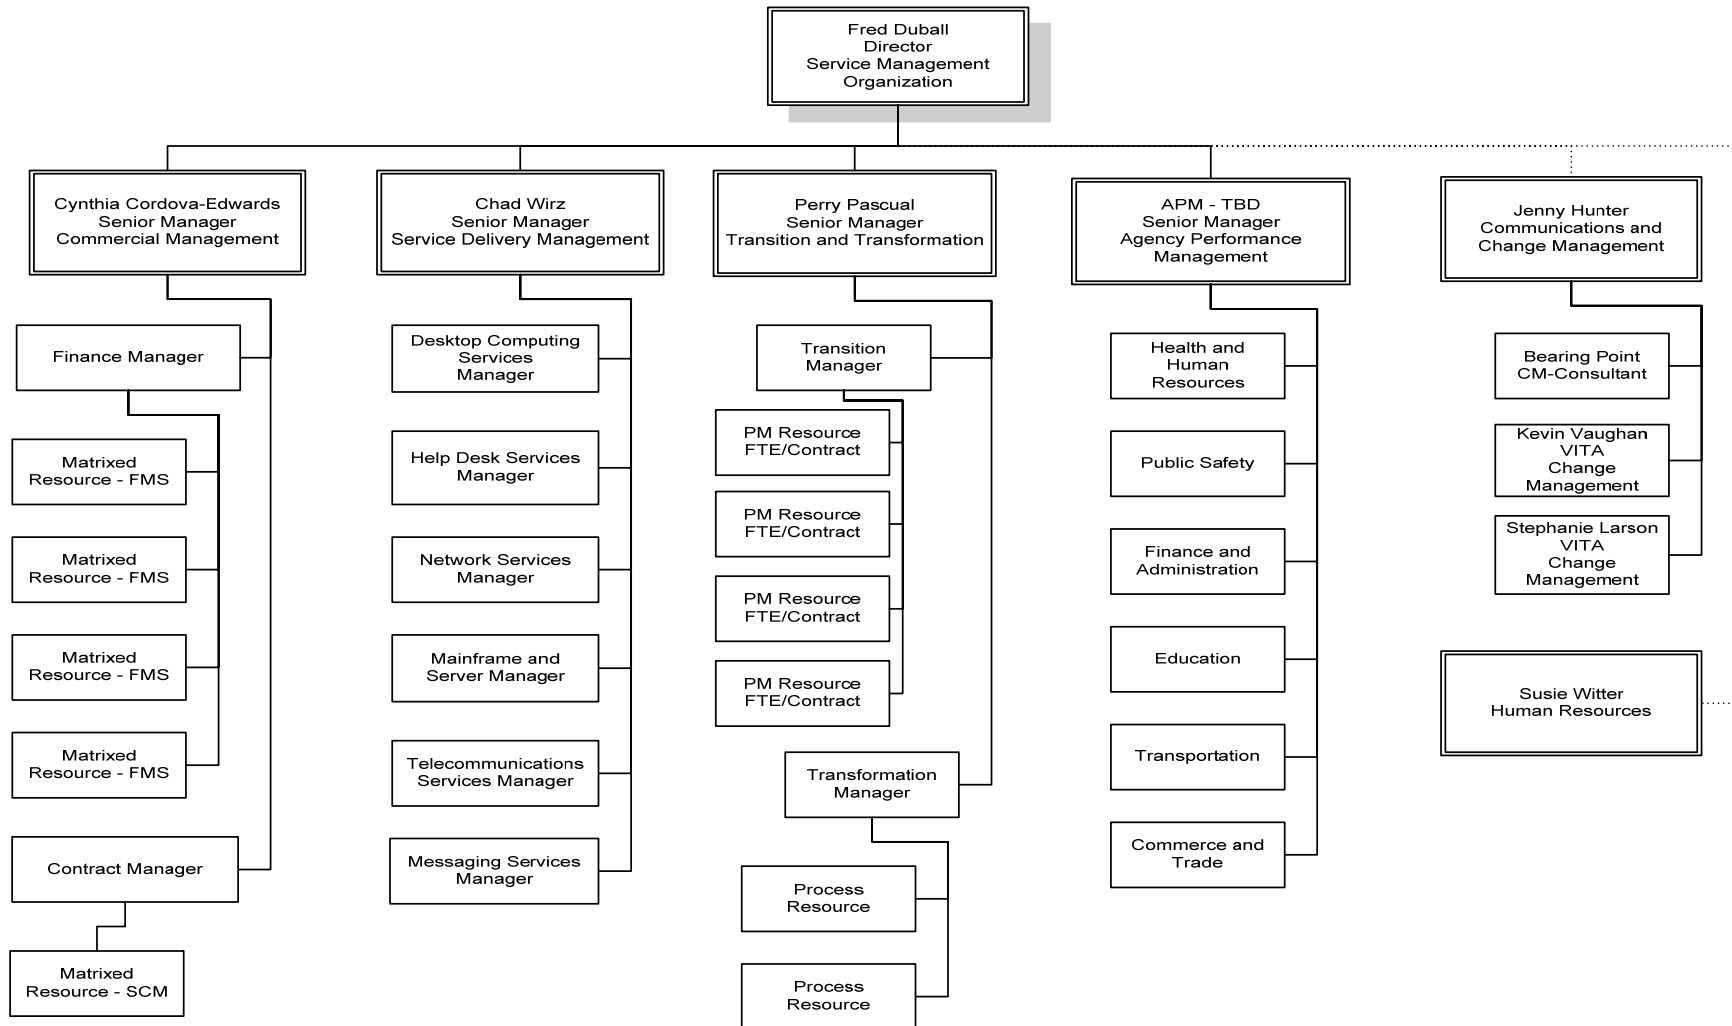 Fred Duball
Director
Service Management
Organization
Cynthia Cordova-Edwards
Senior Manager
Commercial Management
Chad Wirz
Senior Manager
Service Delivery Management
Perry Pascual
Senior Manager
Transition and Transformation
APM - TBD
Senior Manager
Agency Performance
Management
Jenny Hunter
Communications and
Change Management
Finance Manager
Matrixed
Resource - FMS
Matrixed
Resource - FMS
Matrixed
Resource - FMS
Matrixed
Resource - FMS
Contract Manager
Matrixed
Resource - SCM
Desktop Computing
Services
Manager
Help Desk Services
Manager
Network Services
Manager
Mainframe and
Server Manager
Telecommunications
Services Manager
Messaging Services
Manager
Transition
Manager
PM Resource
FTE/Contract
PM Resource
FTE/Contract
PM Resource
FTE/Contract
PM Resource
FTE/Contract
Transformation
Manager
Process
Resource
Process
Resource
Health and
Human
Resources
Public Safety
Finance and
Administration
Education
Transportation
Commerce and
Trade
Bearing Point
CM-Consultant
Kevin Vaughan
VITA
Change
Management
Stephanie Larson
VITA
Change
Management
Susie Witter
Human Resources